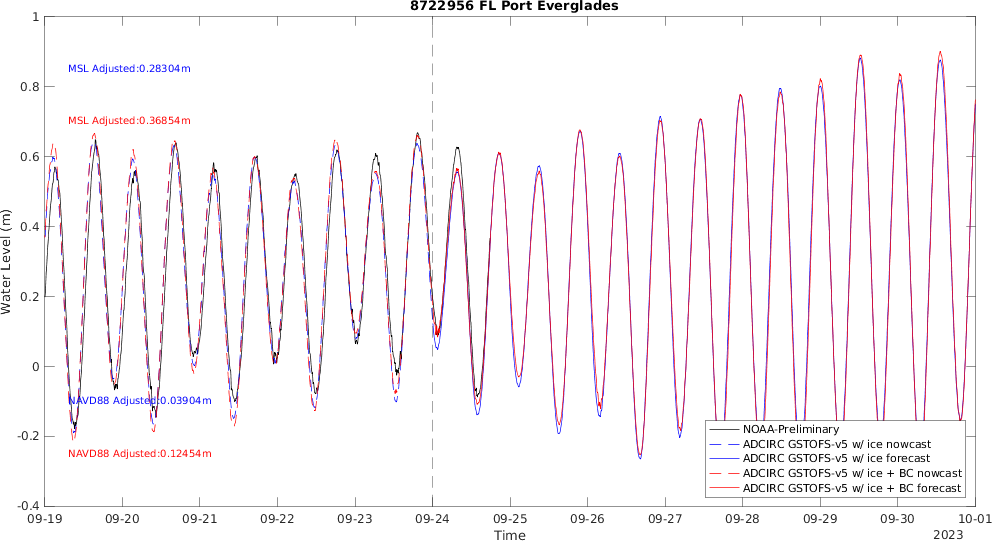 8722956 FL Port Everglades
1
0.8
0.6
0.4
0.2
0
-0.2
-0.4
Water Level (m)
MSL Adjusted:0.28304m
MSL Adjusted:0.36854m
NAVD88 Adjusted:0.03904m
NAVD88 Adjusted:0.12454m
NOAA-Preliminary
ADCIRC GSTOFS-v5 w/ ice nowcast
ADCIRC GSTOFS-v5 w/ ice forecast
ADCIRC GSTOFS-v5 w/ ice + BC nowcast
ADCIRC GSTOFS-v5 w/ ice + BC forecast
09-19 09-20 09-21 09-22 09-23 09-24 09-25 09-26 09-27 09-28 09-29 09-30 10-01
Time
2023